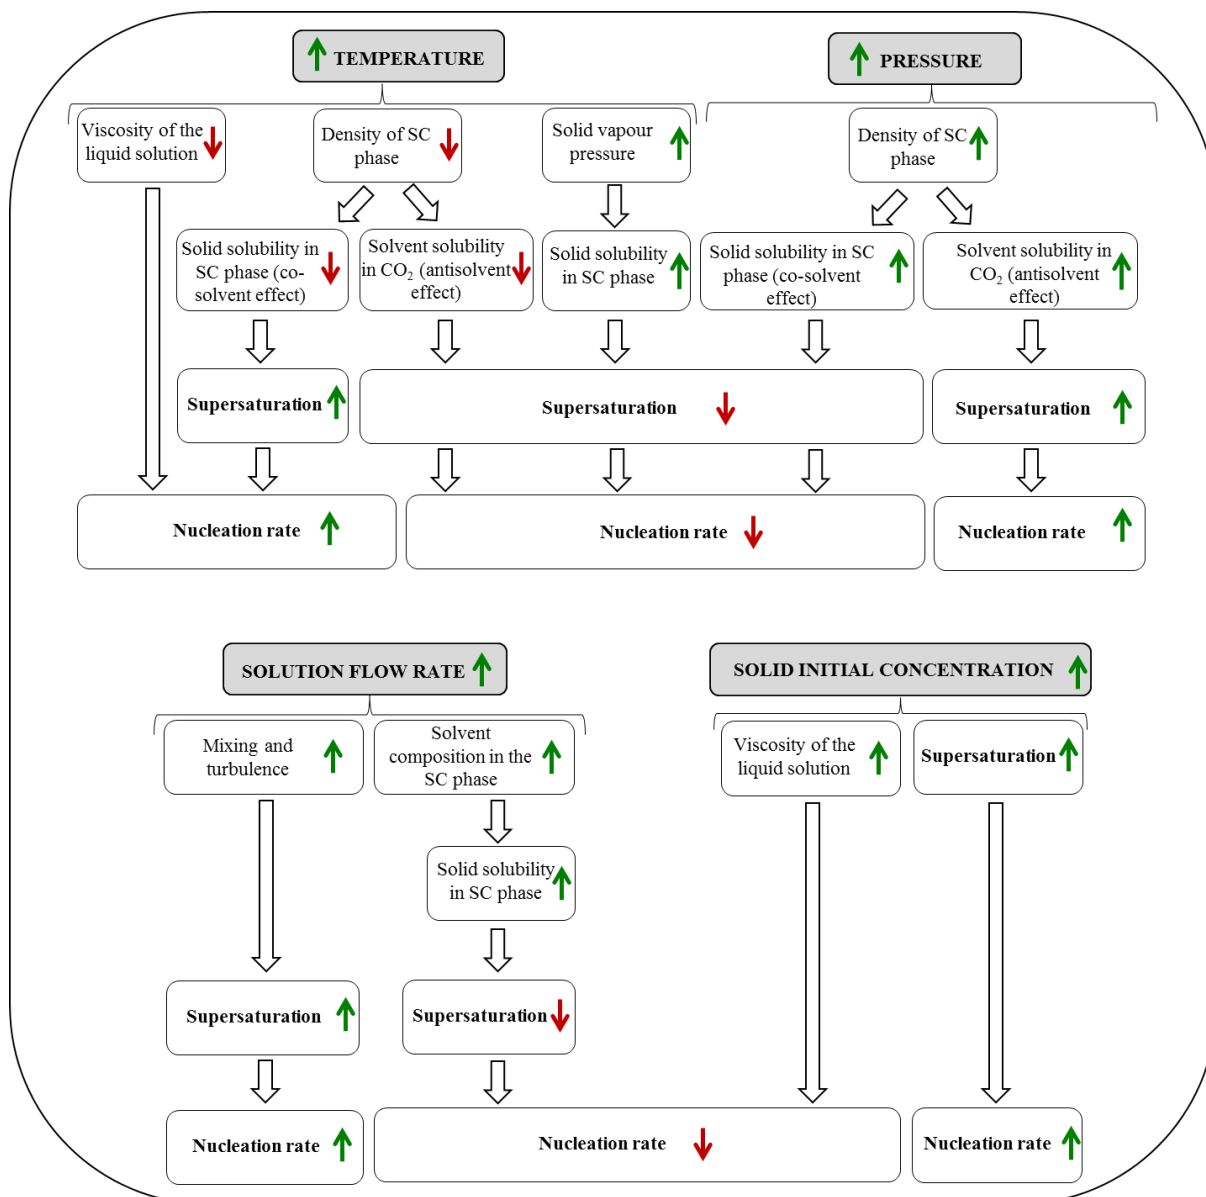 TEMPERATURE
PRESSURE
Viscosity of the
liquid solution
Density of SC
phase
Solid vapour
pressure
Density of SC
phase
Solid solubility in
SC phase (co-
solvent effect)
Solvent solubility
in CO2 (antisolvent
effect)
Solid solubility
in SC phase
Solid solubility in SC
phase (co-solvent
effect)
Solvent solubility in
CO2 (antisolvent
effect)
Supersaturation
Supersaturation
Supersaturation
Nucleation rate
Nucleation rate
Nucleation rate
SOLUTION FLOW RATE
SOLID INITIAL CONCENTRATION
Mixing and
turbulence
Solvent
composition in the
SC phase
Viscosity of the
liquid solution
Supersaturation
Solid solubility
in SC phase
Supersaturation
Supersaturation
Nucleation rate
Nucleation rate
Nucleation rate